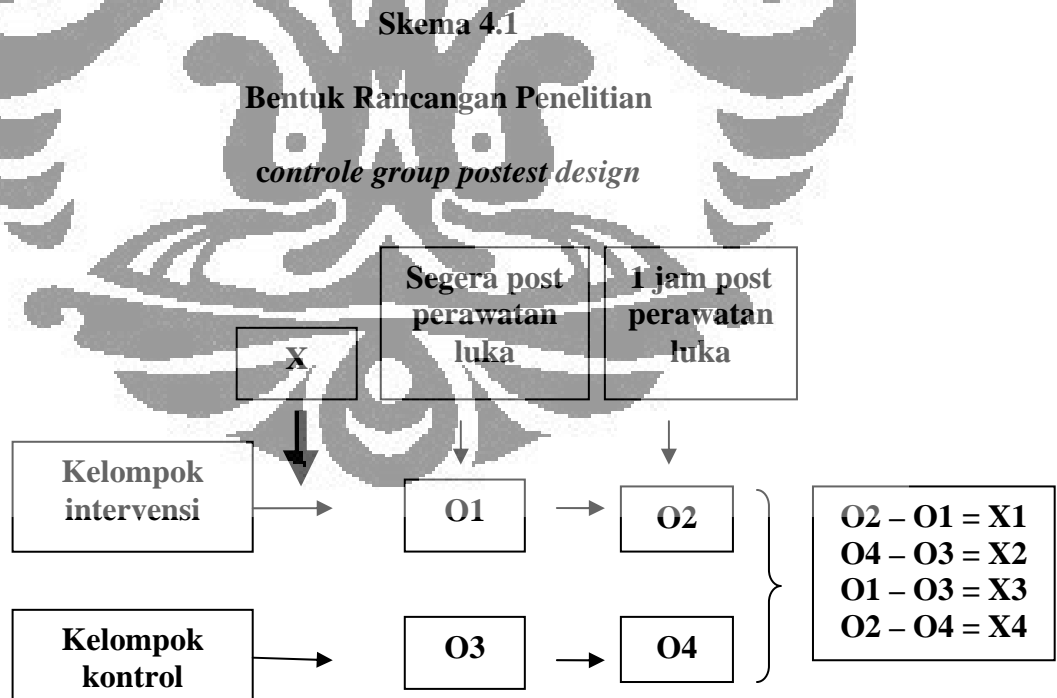 Skema 4.1
Bentuk Rancangan Penelitian
controle group postest design
Segera post
perawatan
luka
1 jam post
perawatan
luka
X
Kelompok
intervensi
O1
O2
O2 – O1 = X1
O4 – O3 = X2
O1 – O3 = X3
O2 – O4 = X4
Kelompok
kontrol
O3
O4